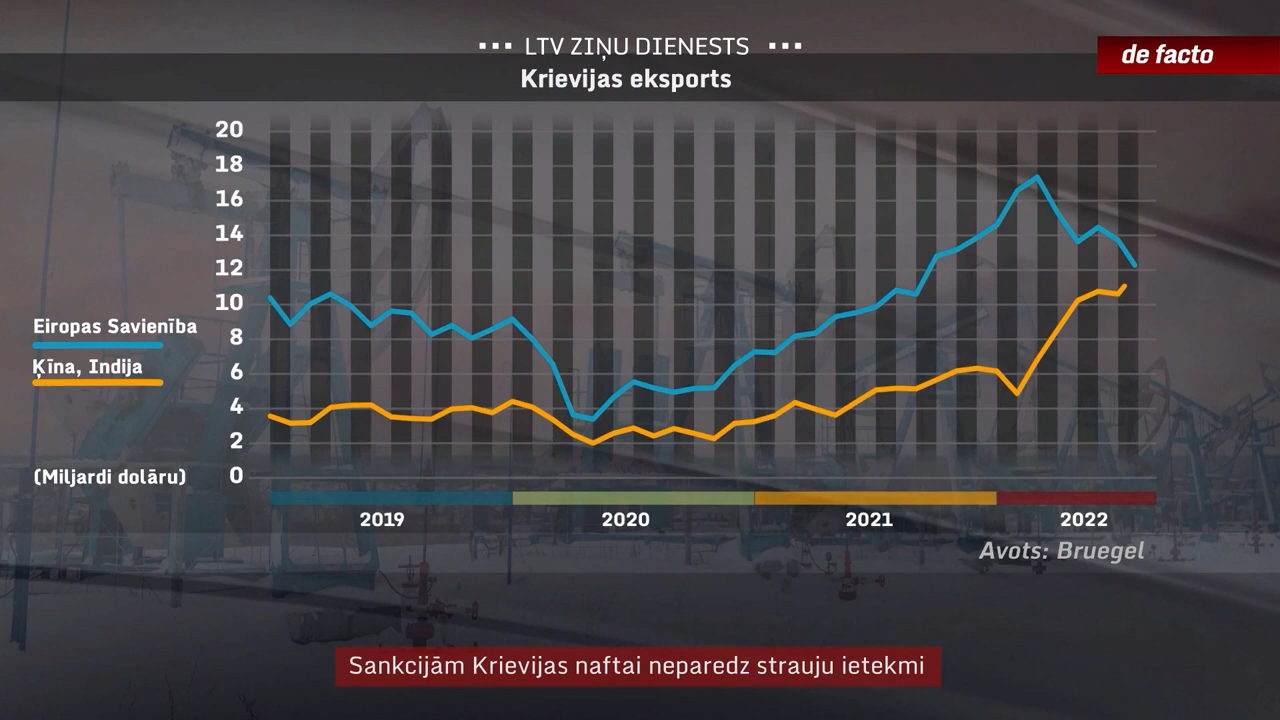 LTV ZIŅU DIENESTS
Krievijas eksports
de facto
20
18
16
14
12
10
8
6
4
2
0
Eiropas Savienība
Ķīna, Indija
(Miljardi dolāru)
2019 2020 2021 2022
Avots: Bruegel
Sankcijām Krievijas naftai neparedz strauju ietekmi